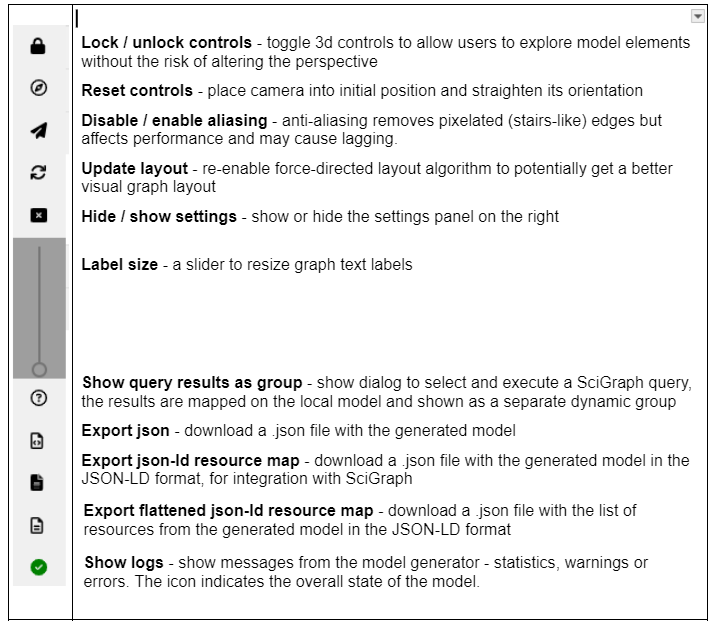 Lock / unlock controls - toggle 3d controls to allow users to explore model elements
without the risk of altering the perspective
Reset controls - place camera into initial position and straighten its orientation
Disable / enable aliasing - anti-aliasing removes pixelated (stairs-like) edges but
affects performance and may cause lagging.
Update layout - re-enable force-directed layout algorithm to potentially get a better
visual graph layout
Hide / show settings - show or hide the settings panel on the right
Label size - a slider to resize graph text labels
Show query results as group - show dialog to select and execute a SciGraph query,
the results are mapped on the local model and shown as a separate dynamic group
Export json - download a .json file with the generated model
Export json-ld resource map - download a .json file with the generated model in the
JSON-LD format, for integration with SciGraph
Export flattened json-ld resource map - download a .json file with the list of
resources from the generated model in the JSON-LD format
Show logs - show messages from the model generator - statistics, warnings or
errors. The icon indicates the overall state of the model.